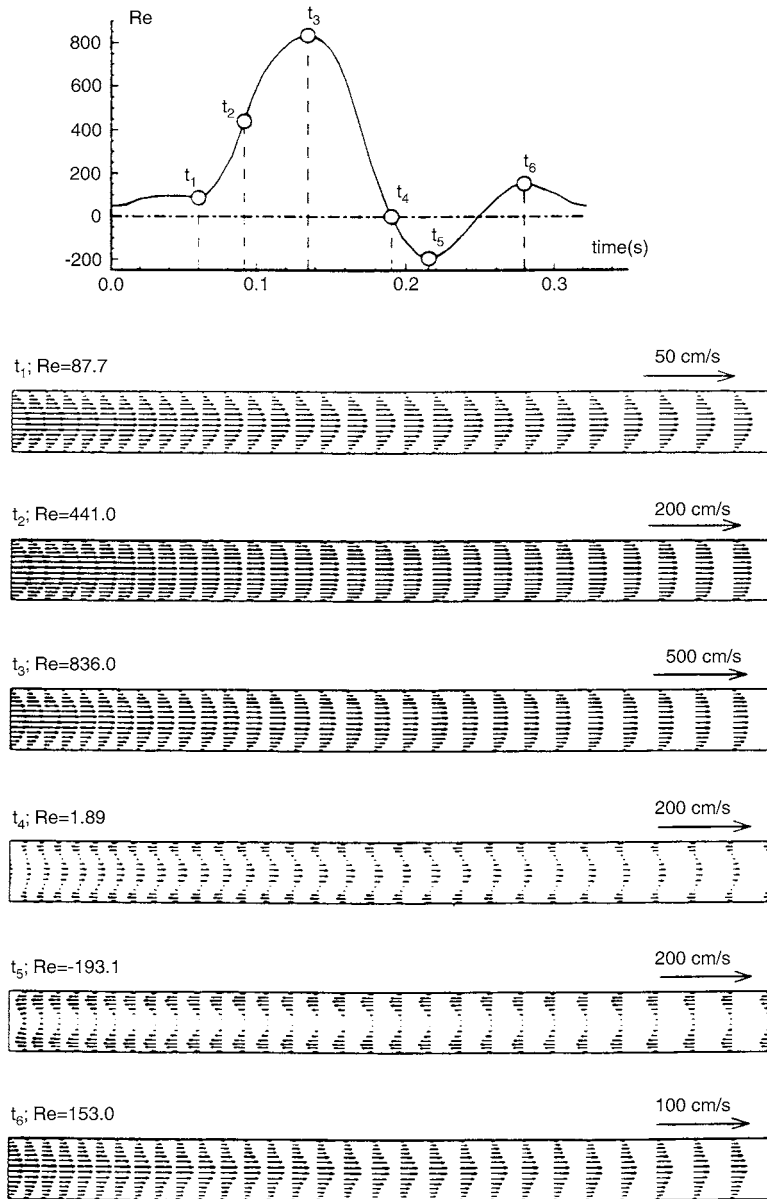 Re
t₃
800
600
t₂
400
t₁
t₄
t₆
200
0
t₅
time(s)
-200
0.0 0.1 0.2 0.3
t₁; Re=87.7 50 cm/s
t₂; Re=441.0 200 cm/s
t₃; Re=836.0 500 cm/s
t₄; Re=1.89 200 cm/s
t₅; Re=-193.1 200 cm/s
t₆; Re=153.0 100 cm/s